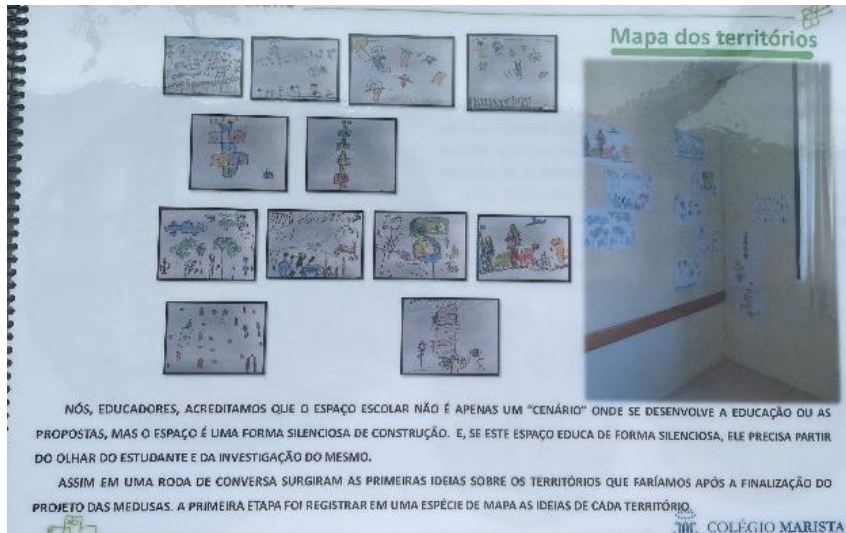 Mapa dos territórios
NÓS, EDUCADORES, ACREDITAMOS QUE O ESPAÇO ESCOLAR NÃO É APENAS UM “CENÁRIO” ONDE SE DESENVOLVE A EDUCAÇÃO OU AS
PROPOSTAS, MAS O ESPAÇO É UMA FORMA SILENCIOSA DE CONSTRUÇÃO. E, SE ESTE ESPAÇO EDUCA DE FORMA SILENCIOSA, ELE PRECISA PARTIR
DO OLHAR DO ESTUDANTE E DA INVESTIGAÇÃO DO MESMO.
ASSIM EM UMA RODA DE CONVERSA SURGIRAM AS PRIMEIRAS IDEIAS SOBRE OS TERRITÓRIOS QUE FARÍAMOS APÓS A FINALIZAÇÃO DO
PROJETO DAS MEDUSAS. A PRIMEIRA ETAPA FOI REGISTRAR EM UMA ESPÉCIE DE MAPA AS IDEIAS DE CADA TERRITÓRIO.
COLÉGIO MARISTA